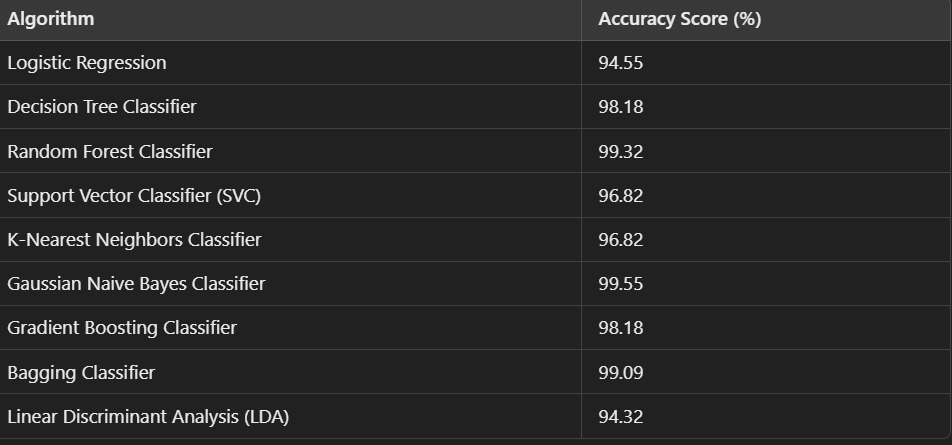 Algorithm Accuracy Score (%)
Logistic Regression 94.55
Decision Tree Classifier 98.18
Random Forest Classifier 99.32
Support Vector Classifier (SVC) 96.82
K-Nearest Neighbors Classifier 96.82
Gaussian Naive Bayes Classifier 99.55
Gradient Boosting Classifier 98.18
Bagging Classifier 99.09
Linear Discriminant Analysis (LDA) 94.32